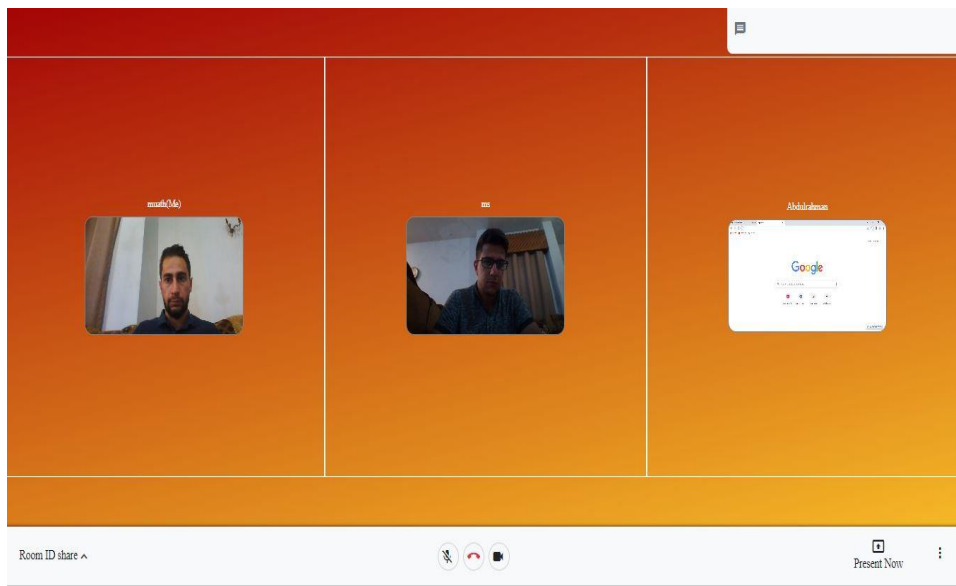 muath(Me)
ms
Abdulrahman
Google
Room ID share
Present Now